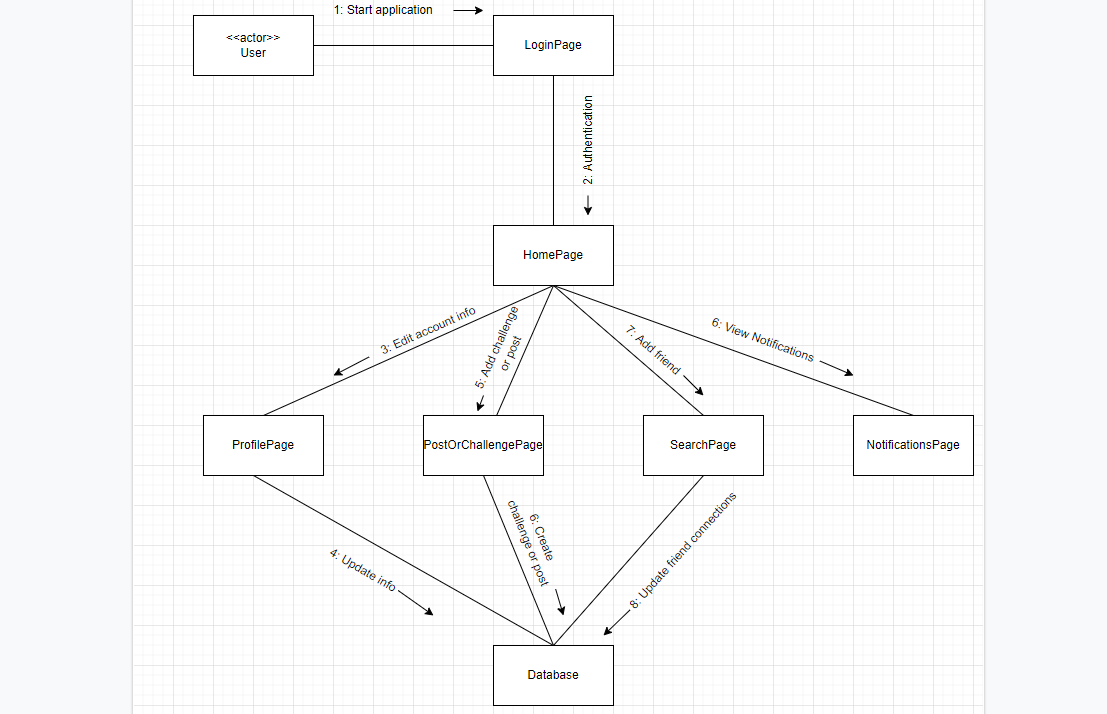 1: Start application
<<actor>>
User
LoginPage
2: Authentication
HomePage
3: Edit account info
5: Add challenge
or post
7: Add friend
6: View Notifications
ProfilePage
PostOrChallengePage
SearchPage
NotificationsPage
4: Update info
6: Create
challenge or post
8: Update friend connections
Database